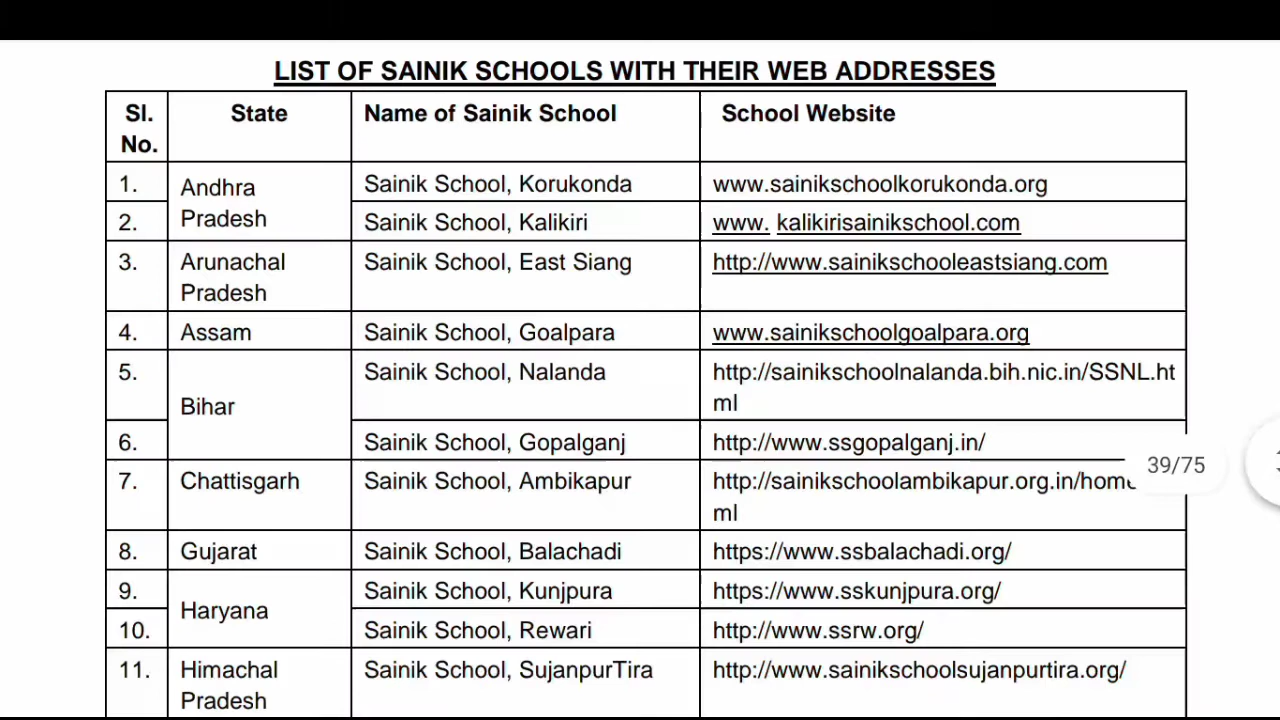 LIST OF SAINIK SCHOOLS WITH THEIR WEB ADDRESSES
Sl. No. State Name of Sainik School School Website
1. Andhra Pradesh Sainik School, Korukonda www.sainikschoolkorukonda.org
2. Sainik School, Kalikiri www. kalikirisainikschool.com
3. Arunachal Pradesh Sainik School, East Siang http://www.sainikschooleastsiang.com
4. Assam Sainik School, Goalpara www.sainikschoolgoalpara.org
5. Bihar Sainik School, Nalanda http://sainikschoolnalanda.bih.nic.in/SSNL.ht
ml
6. Sainik School, Gopalganj http://www.ssgopalganj.in/
39/75
7. Chattisgarh Sainik School, Ambikapur http://sainikschoolambikapur.org.in/home
ml
8. Gujarat Sainik School, Balachadi https://www.ssbalachadi.org/
9. Haryana Sainik School, Kunjpura https://www.sskunjpura.org/
10. Sainik School, Rewari http://www.ssrw.org/
11. Himachal Pradesh Sainik School, SujanpurTira http://www.sainikschoolsujanpurtira.org/